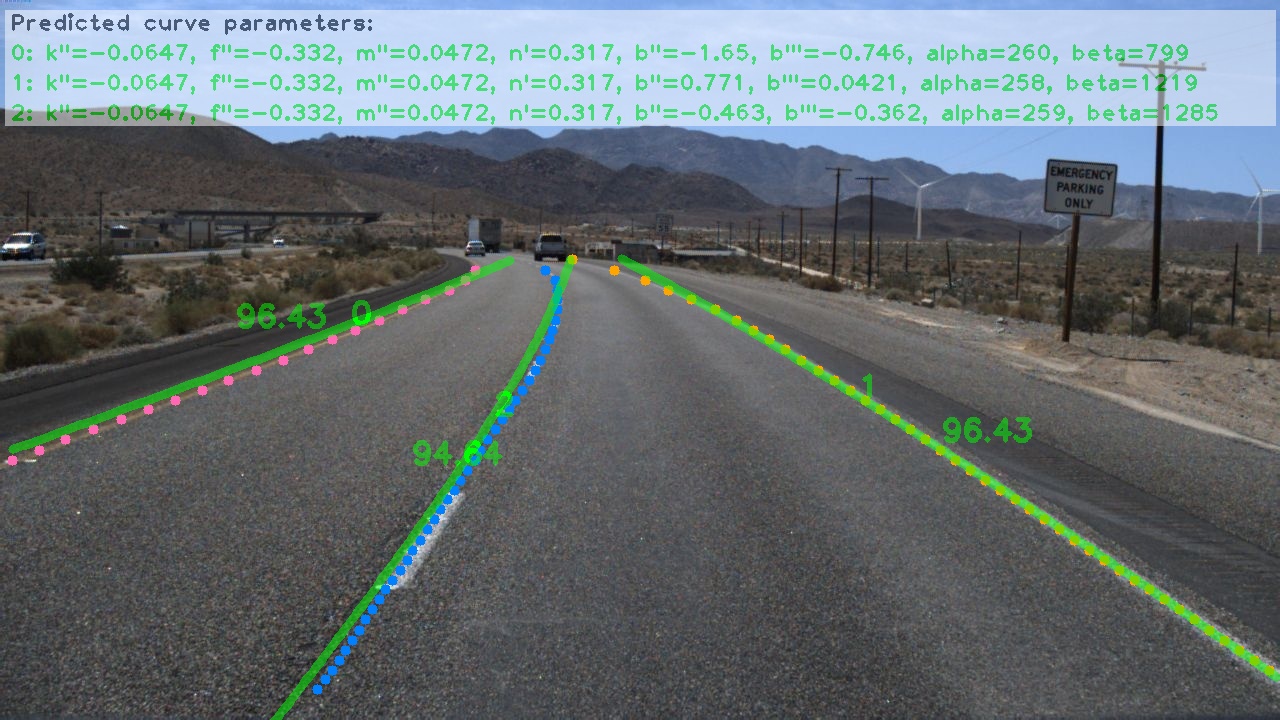 Predicted curve parameters:
0: k''=-0.0647, f''=-0.332, m''=0.0472, n'=0.317, b''=-1.65, b'''=-0.746, alpha=260, beta=799
1: k''=-0.0647, f''=-0.332, m''=0.0472, n'=0.317, b''=0.771, b'''=0.0421, alpha=258, beta=1219
2: k''=-0.0647, f''=-0.332, m''=0.0472, n'=0.317, b''=-0.463, b'''=-0.362, alpha=259, beta=1285
EMERGENCY
PARKING
ONLY
96.43 0
1
2
96.43
94.64